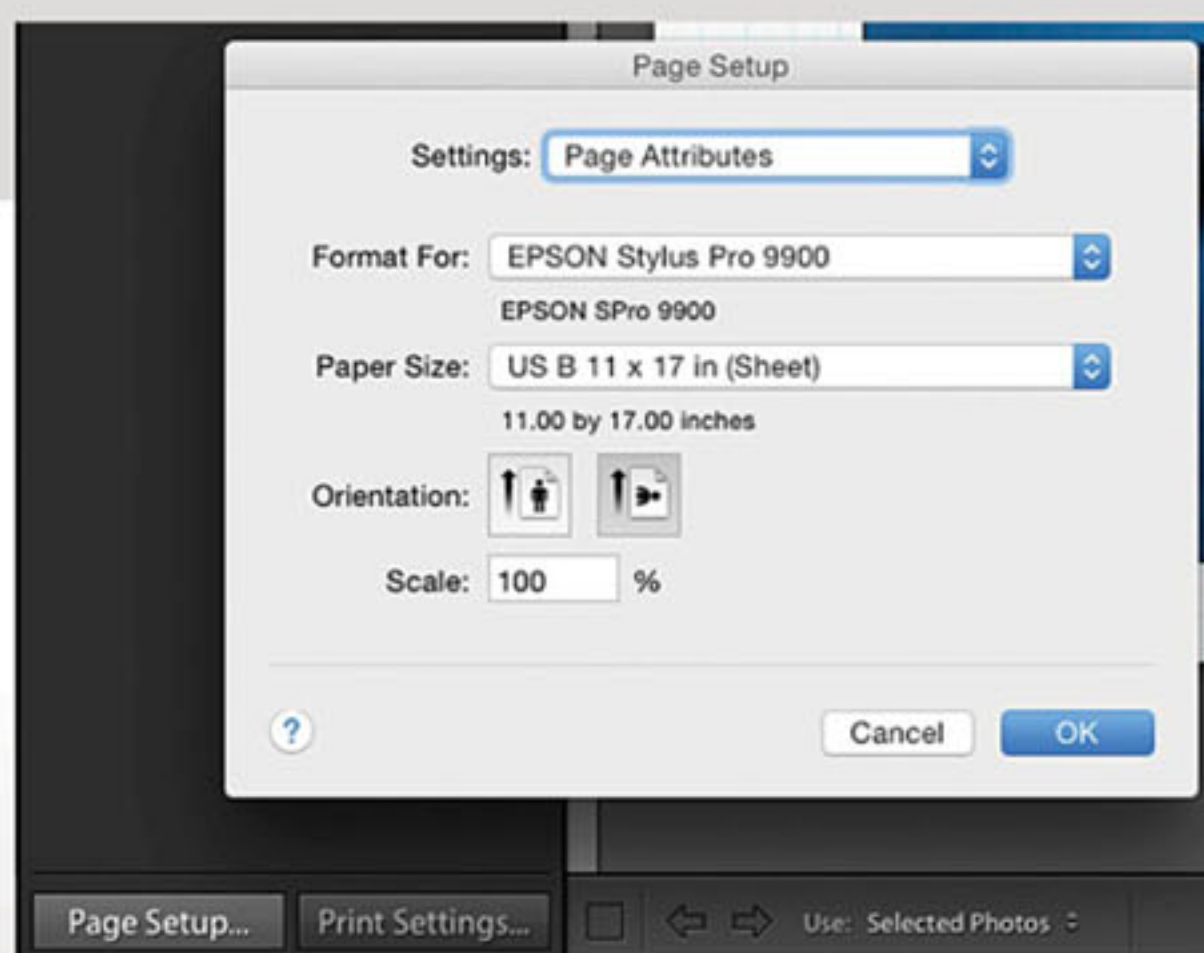 Page Setup
Settings: Page Attributes
Format For: EPSON Stylus Pro 9900
EPSON SPro 9900
Paper Size: US B 11 x 17 in (Sheet)
11.00 by 17.00 inches
Orientation:
Scale: 100 %
? Cancel OK
Page Setup... Print Settings... Use: Selected Photos